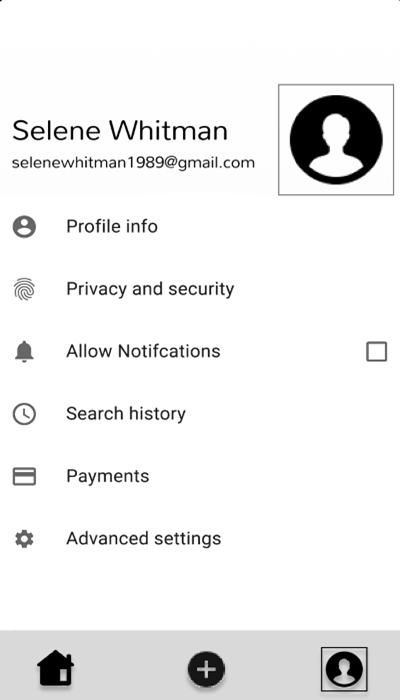 Selene Whitman
selenewhitman1989@gmail.com
Profile info
Privacy and security
Allow Notifcations
Search history
Payments
Advanced settings